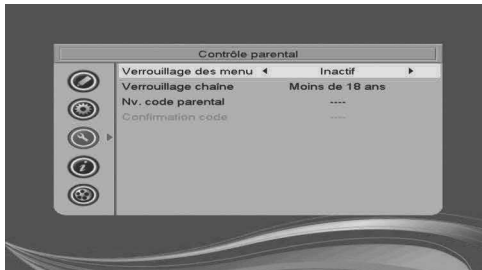 Contrôle parental
Verrouillage des menu Inactif
Verrouillage chaîne Moins de 18 ans
Nv. code parental ----
Confirmation code ----